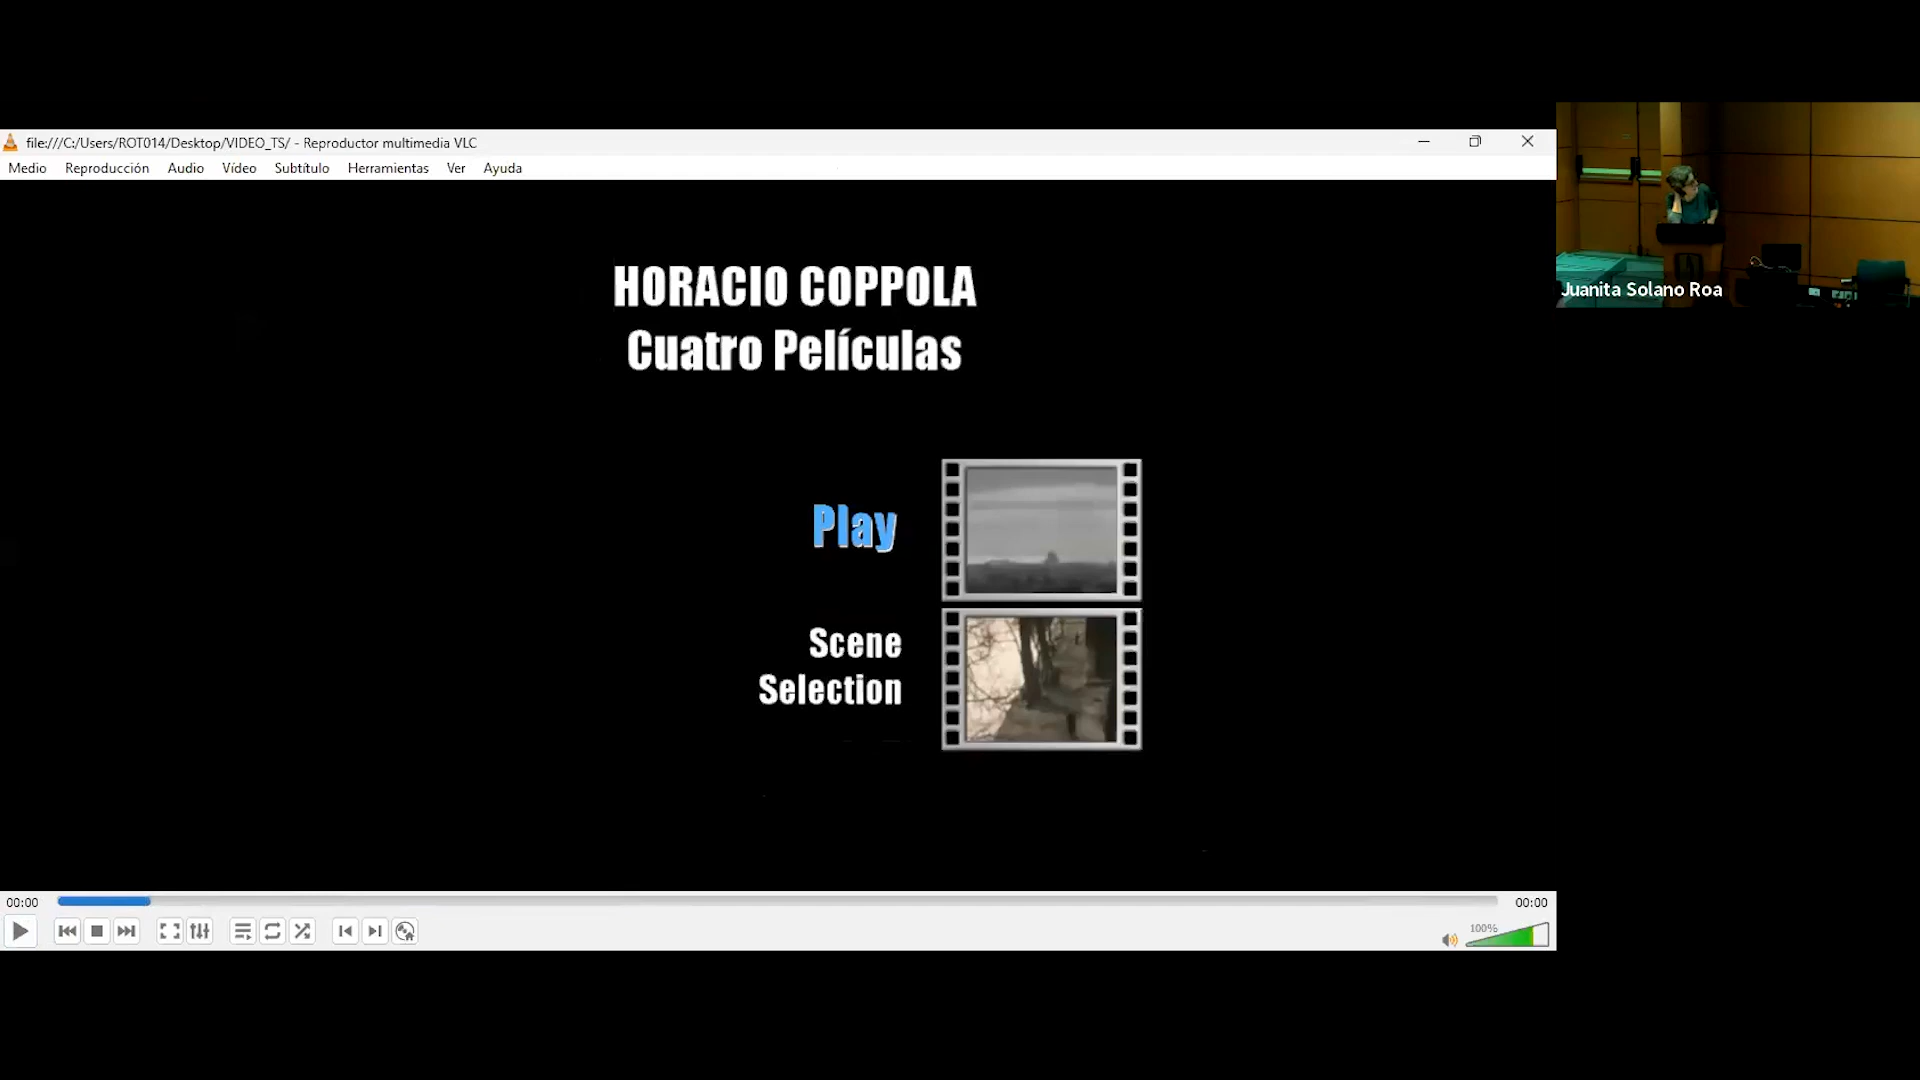 file:///C:/Users/ROT014/Desktop/VIDEO_TS/ - Reproductor multimedia VLC
Medio Reproducción Audio Vídeo Subtítulo Herramientas Ver Ayuda
HORACIO COPPOLA
Cuatro Películas
Play
Scene
Selection
Juanita Solano Roa
00:00
00:00
100%